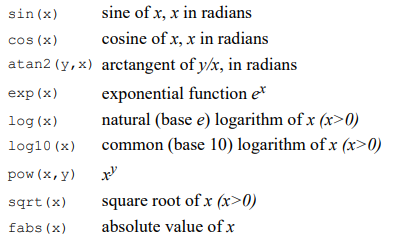 sin(x) sine of x, x in radians
cos(x) cosine of x, x in radians
atan2(y,x) arctangent of y/x, in radians
exp(x) exponential function eˣ
log(x) natural (base e) logarithm of x (x>0)
log10(x) common (base 10) logarithm of x (x>0)
pow(x,y) xʸ
sqrt(x) square root of x (x>0)
fabs(x) absolute value of x